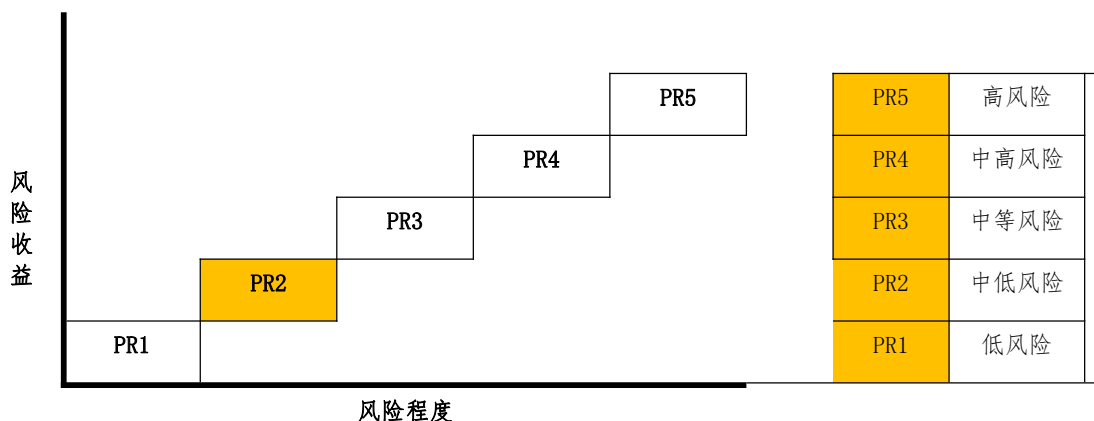 PR5
PR4
PR3
PR2
PR1
风险收益
风险程度
PR5 高风险
PR4 中高风险
PR3 中等风险
PR2 中低风险
PR1 低风险